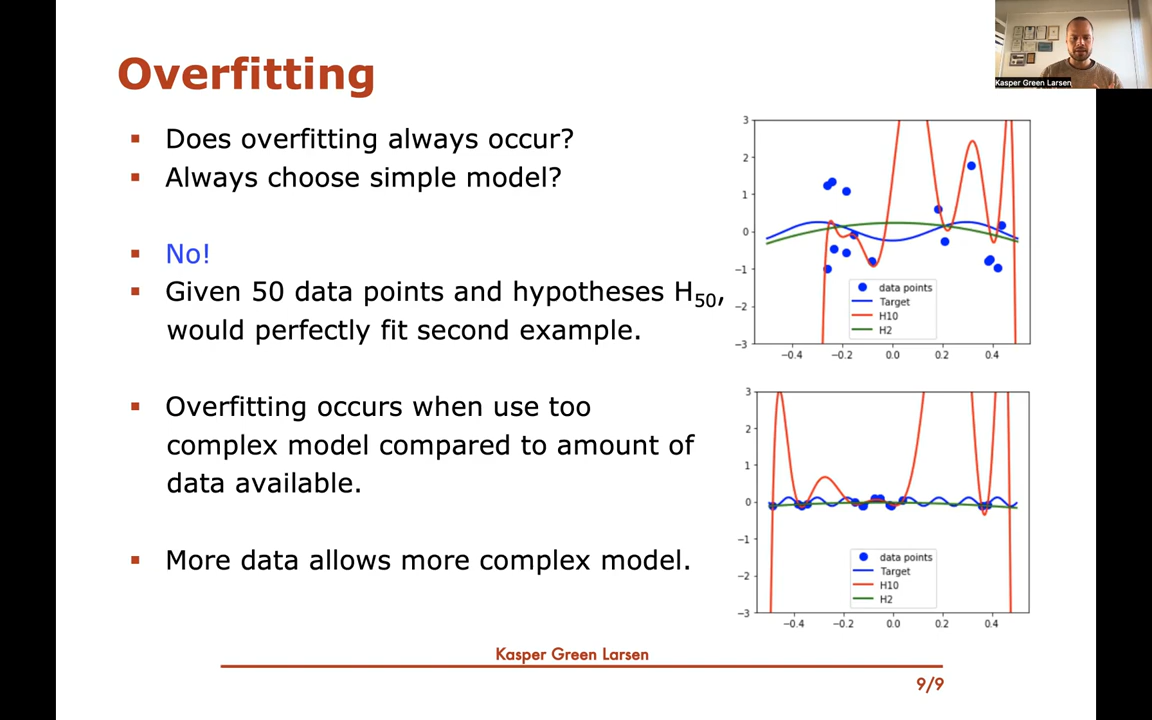 Overfitting
Kasper Green Larsen
▪ Does overfitting always occur?
▪ Always choose simple model?
▪ No!
▪ Given 50 data points and hypotheses H50,
would perfectly fit second example.
▪ Overfitting occurs when use too
complex model compared to amount of
data available.
▪ More data allows more complex model.
3
2
1
0
−1
−2
−3
−0.4 −0.2 0.0 0.2 0.4
data points
Target
H10
H2
3
2
1
0
−1
−2
−3
−0.4 −0.2 0.0 0.2 0.4
data points
Target
H10
H2
Kasper Green Larsen
9/9